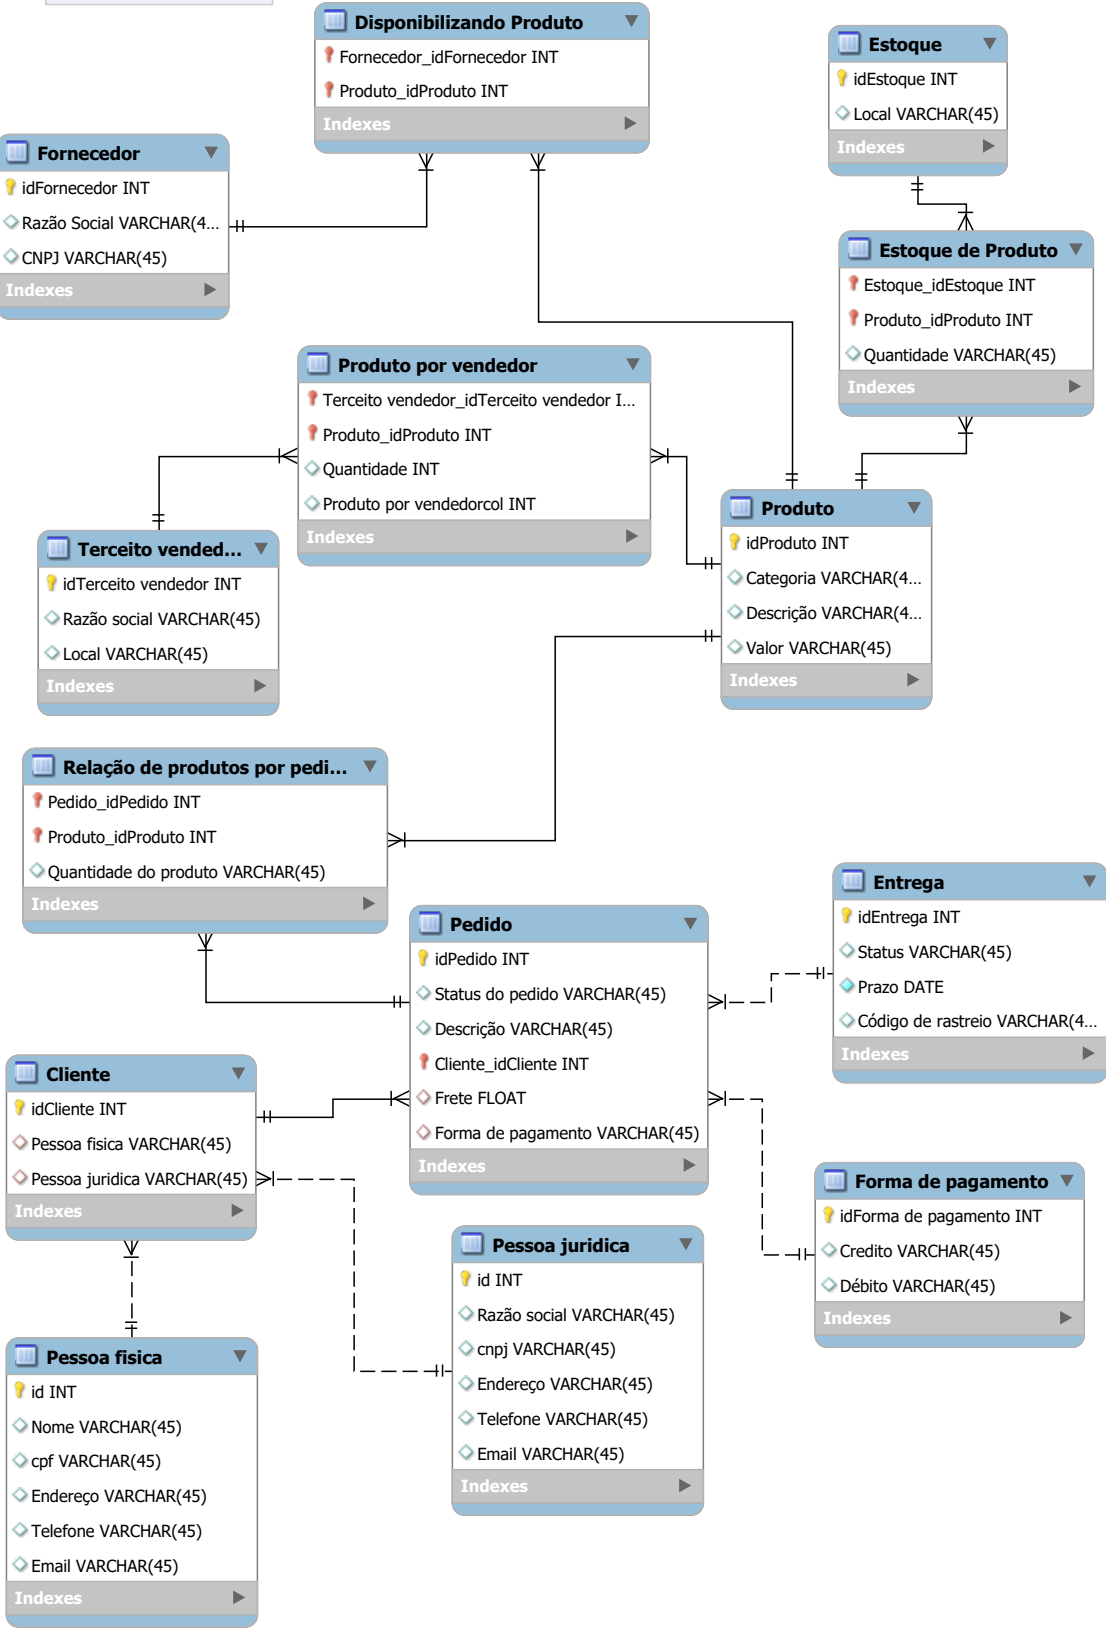 Disponibilizando Produto
Fornecedor_idFornecedor INT
Produto_idProduto INT
Indexes
Estoque
idEstoque INT
Local VARCHAR(45)
Indexes
Fornecedor
idFornecedor INT
Razão Social VARCHAR(4...
CNPJ VARCHAR(45)
Indexes
Estoque de Produto
Estoque_idEstoque INT
Produto_idProduto INT
Quantidade VARCHAR(45)
Indexes
Produto por vendedor
Terceito vendedor_idTerceito vendedor I...
Produto_idProduto INT
Quantidade INT
Produto por vendedorcol INT
Indexes
Produto
idProduto INT
Categoria VARCHAR(4...
Descrição VARCHAR(4...
Valor VARCHAR(45)
Indexes
Terceito vended...
idTerceito vendedor INT
Razão social VARCHAR(45)
Local VARCHAR(45)
Indexes
Relação de produtos por pedi...
Pedido_idPedido INT
Produto_idProduto INT
Quantidade do produto VARCHAR(45)
Indexes
Pedido
idPedido INT
Status do pedido VARCHAR(45)
Descrição VARCHAR(45)
Cliente_idCliente INT
Frete FLOAT
Forma de pagamento VARCHAR(45)
Indexes
Entrega
idEntrega INT
Status VARCHAR(45)
Prazo DATE
Código de rastreio VARCHAR(4...
Indexes
Cliente
idCliente INT
Pessoa fisica VARCHAR(45)
Pessoa juridica VARCHAR(45)
Indexes
Forma de pagamento
idForma de pagamento INT
Credito VARCHAR(45)
Débito VARCHAR(45)
Indexes
Pessoa juridica
id INT
Razão social VARCHAR(45)
cnpj VARCHAR(45)
Endereço VARCHAR(45)
Telefone VARCHAR(45)
Email VARCHAR(45)
Indexes
Pessoa fisica
id INT
Nome VARCHAR(45)
cpf VARCHAR(45)
Endereço VARCHAR(45)
Telefone VARCHAR(45)
Email VARCHAR(45)
Indexes